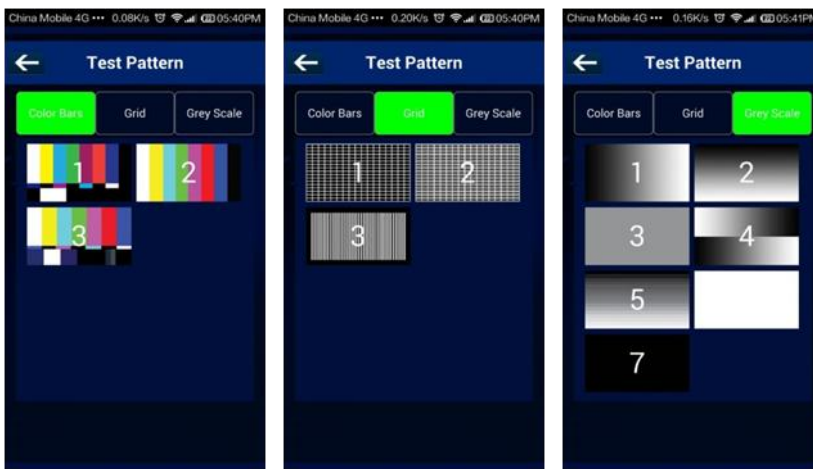 China Mobile 4G ••• 0.08K/s 05:40PM
Test Pattern
Color Bars Grid Grey Scale
1 2
3
China Mobile 4G ••• 0.20K/s 05:40PM
Test Pattern
Color Bars Grid Grey Scale
1 2
3
China Mobile 4G ••• 0.16K/s 05:41PM
Test Pattern
Color Bars Grid Grey Scale
1 2
3 4
5
7